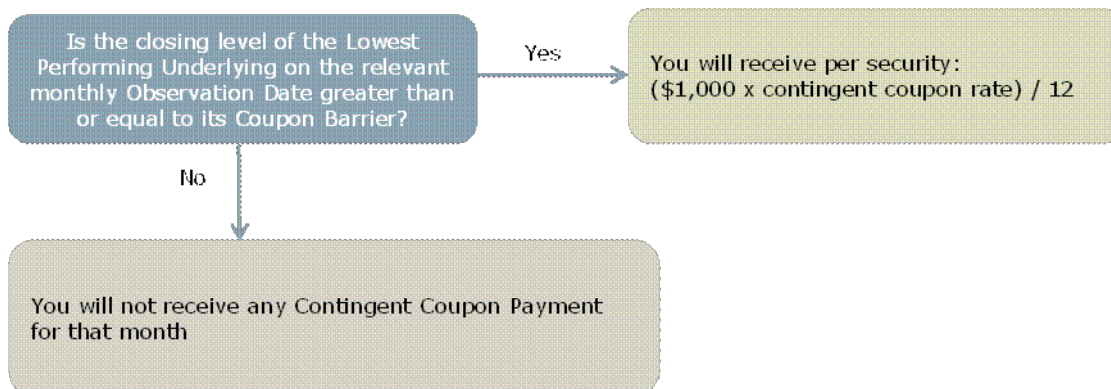 Is the closing level of the Lowest
Performing Underlying on the relevant
monthly Observation Date greater than
or equal to its Coupon Barrier?
Yes
You will receive per security:
($1,000 x contingent coupon rate) / 12
No
You will not receive any Contingent Coupon Payment
for that month